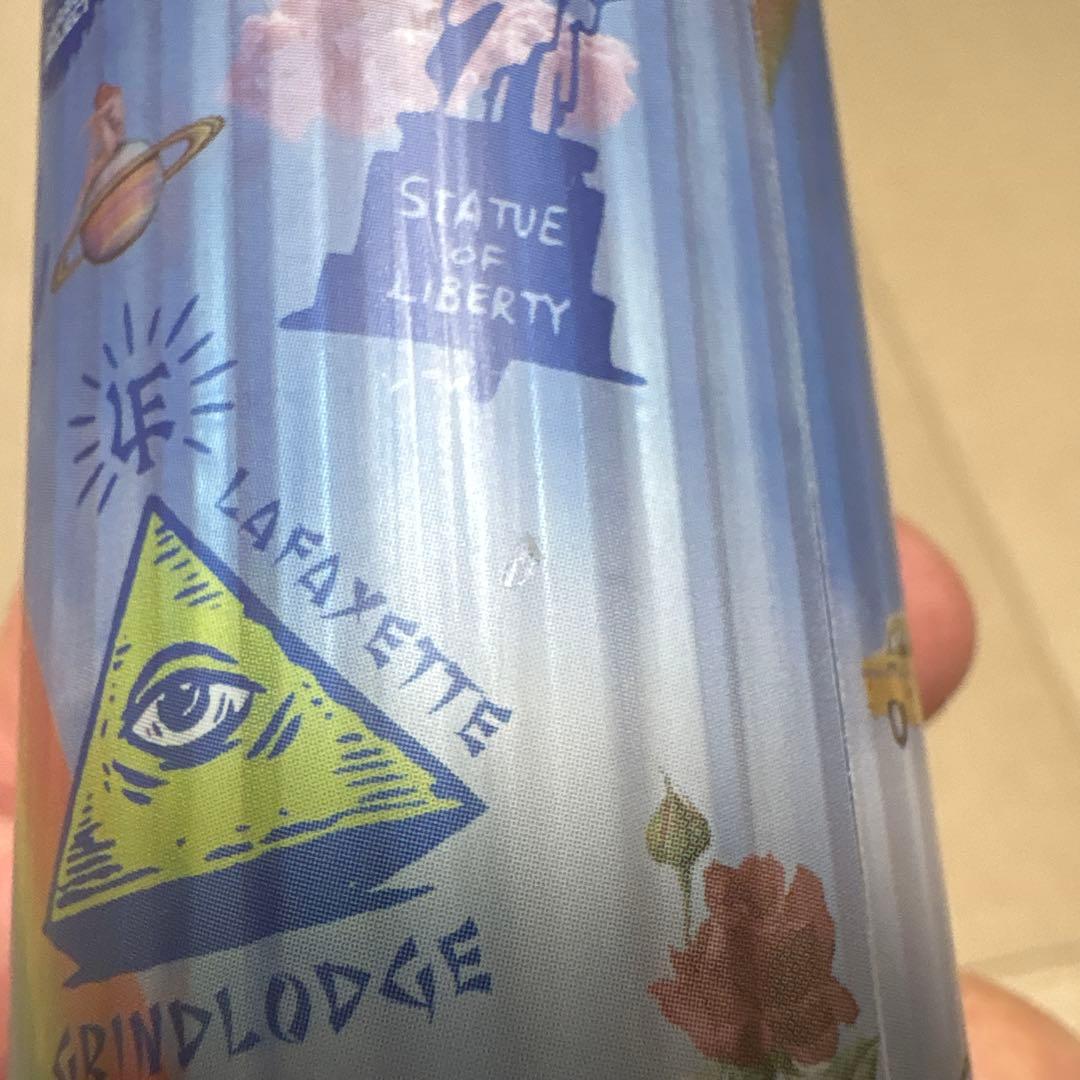 STATUE
OF
LIBERTY
LF
LAFAYETTE
GRINDLODGE